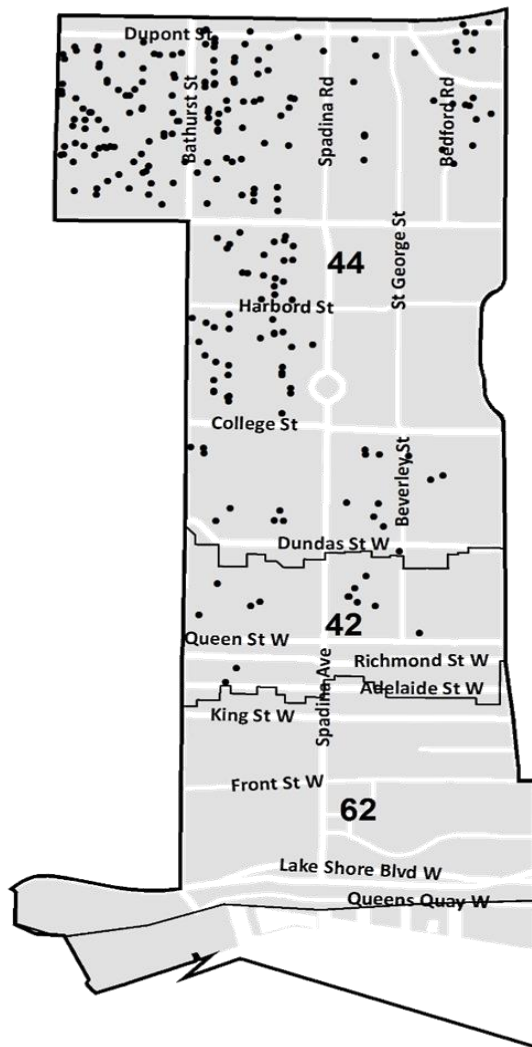 Dupont St
Bathurst St
Spadina Rd
Bedford Rd
St George St
44
Harbord St
College St
Beverley St
Dundas St W
42
Queen St W
Richmond St W
Spadina Ave
Adelaide St W
King St W
Front St W
62
Lake Shore Blvd W
Queens Quay W